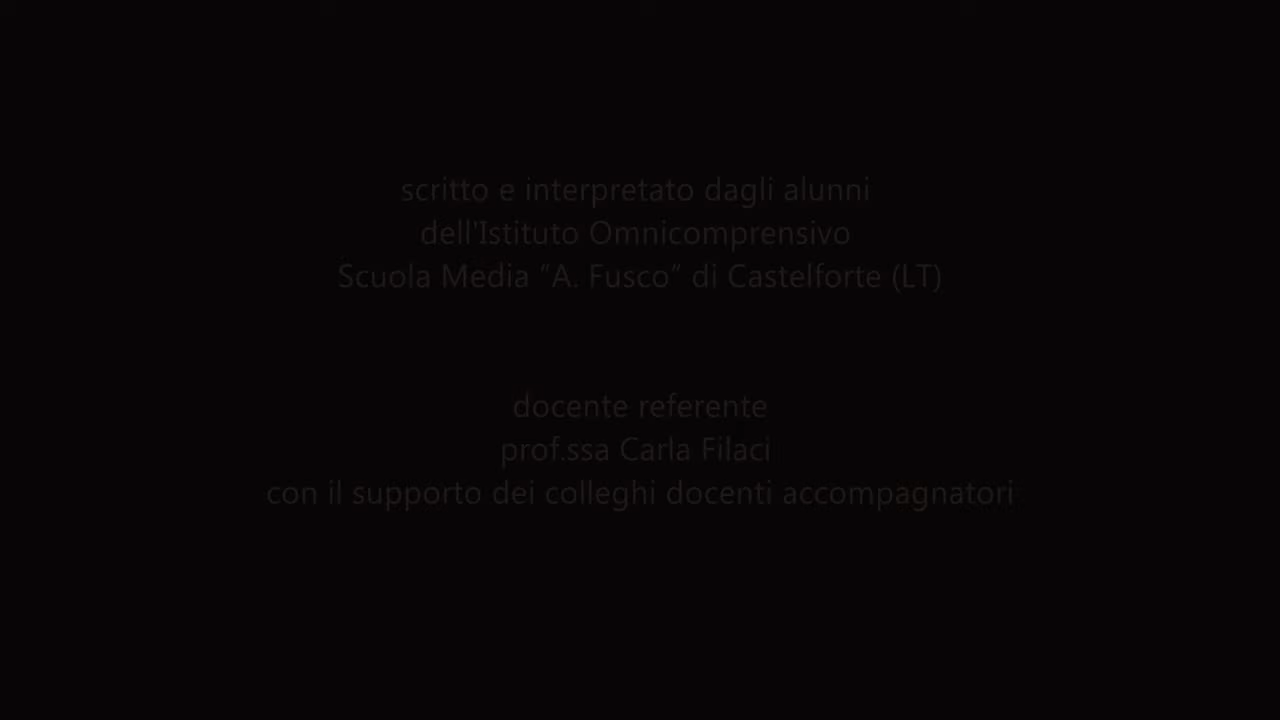 scritto e interpretato dagli alunni
dell'Istituto Omnicomprensivo
Scuola Media “A. Fusco” di Castelforte (LT)
docente referente
prof.ssa Carla Filaci
con il supporto dei colleghi docenti accompagnatori